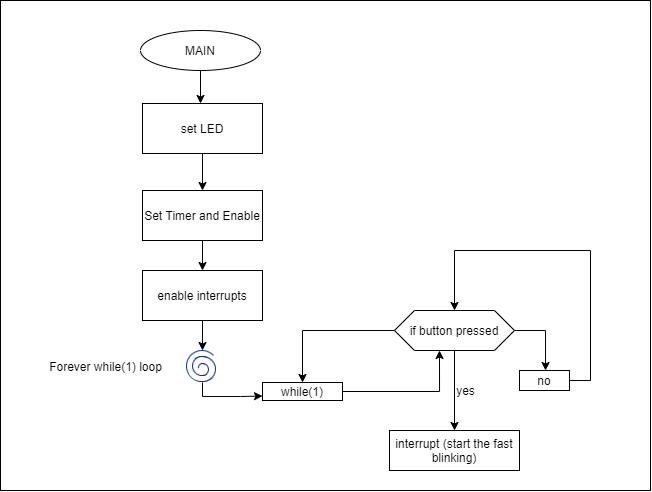 MAIN
set LED
Set Timer and Enable
enable interrupts
Forever while(1) loop
while(1)
if button pressed
no
yes
interrupt (start the fast
blinking)